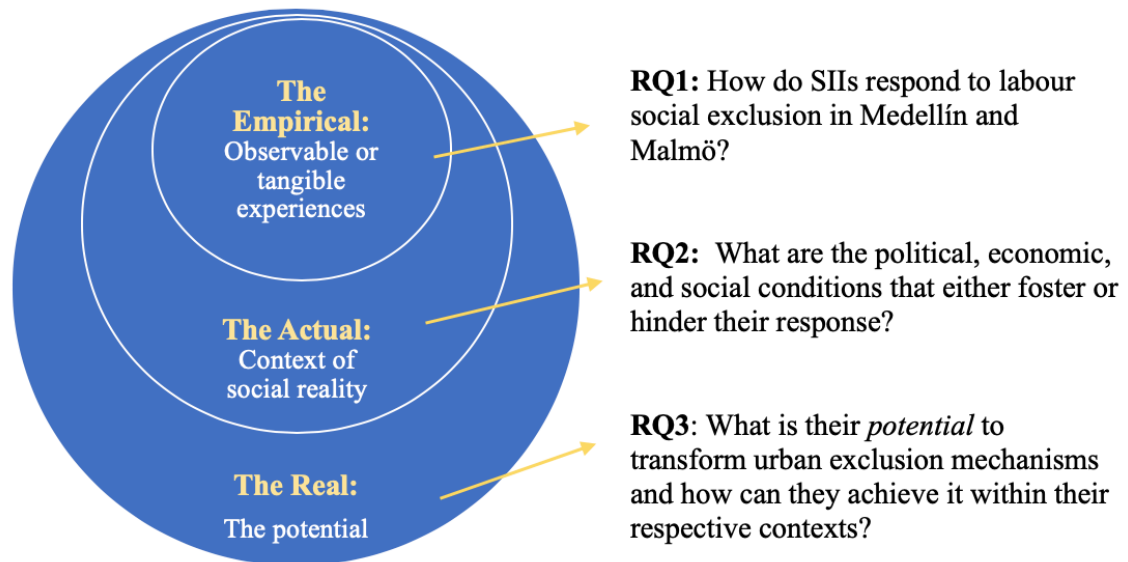 The
Empirical:
Observable or
tangible
experiences
The Actual:
Context of
social reality
The Real:
The potential
RQ1: How do SIIs respond to labour
social exclusion in Medellín and
Malmö?
RQ2:  What are the political, economic,
and social conditions that either foster or
hinder their response?
RQ3: What is their potential to
transform urban exclusion mechanisms
and how can they achieve it within their
respective contexts?